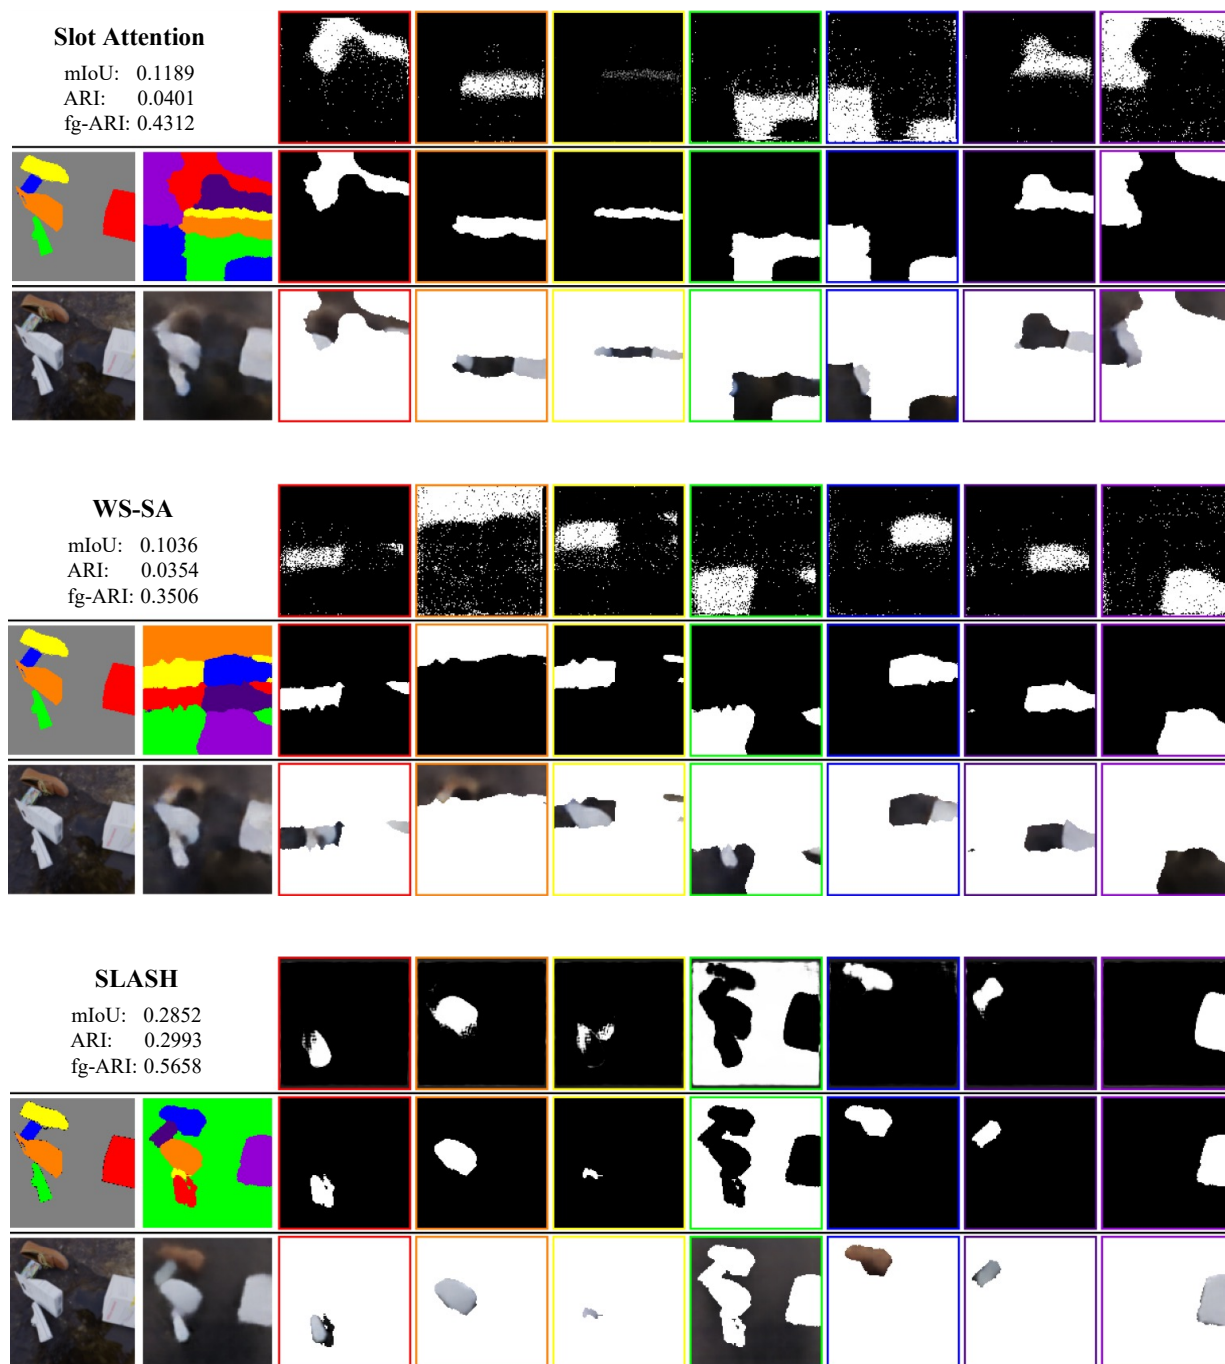 Slot Attention
mIoU: 0.1189
ARI: 0.0401
fg-ARI: 0.4312
WS-SA
mIoU: 0.1036
ARI: 0.0354
fg-ARI: 0.3506
SLASH
mIoU: 0.2852
ARI: 0.2993
fg-ARI: 0.5658